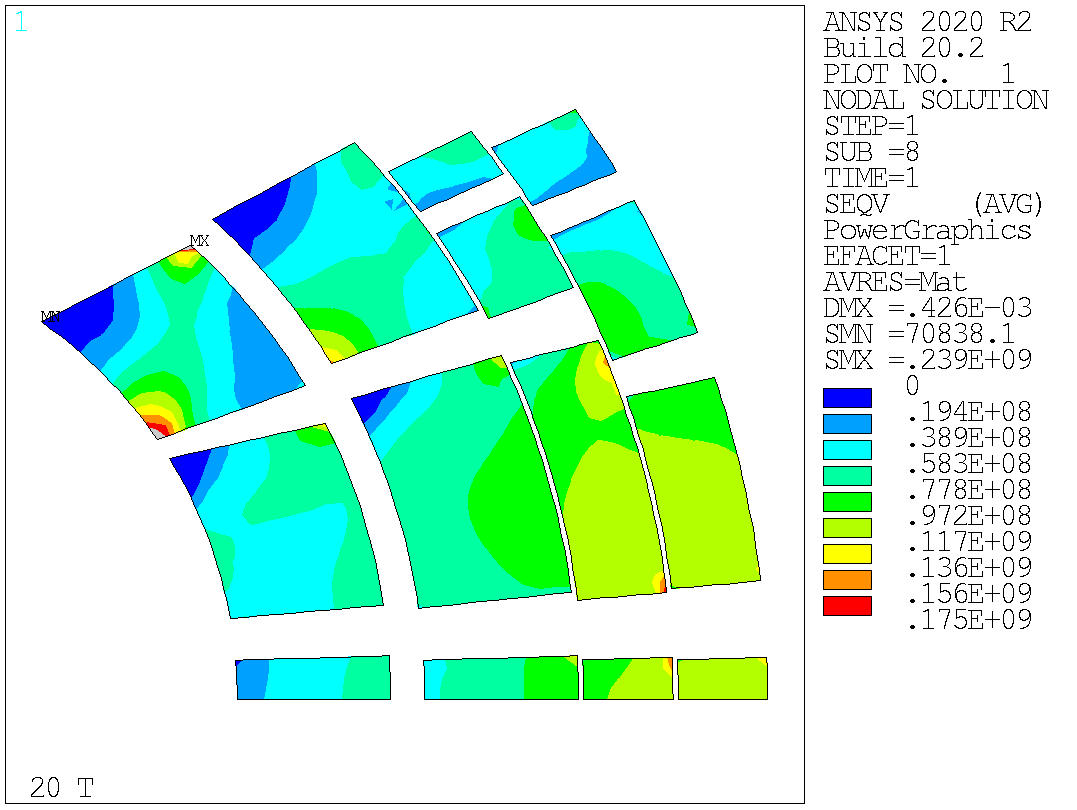 1
ANSYS 2020 R2
Build 20.2
PLOT NO. 1
NODAL SOLUTION
STEP=1
SUB =8
TIME=1
SEQV (AVG)
PowerGraphics
EFACET=1
AVRES=Mat
DMX =.426E-03
SMN =70838.1
SMX =.239E+09
0
.194E+08
.389E+08
.583E+08
.778E+08
.972E+08
.117E+09
.136E+09
.156E+09
.175E+09
MX
MN
20 T